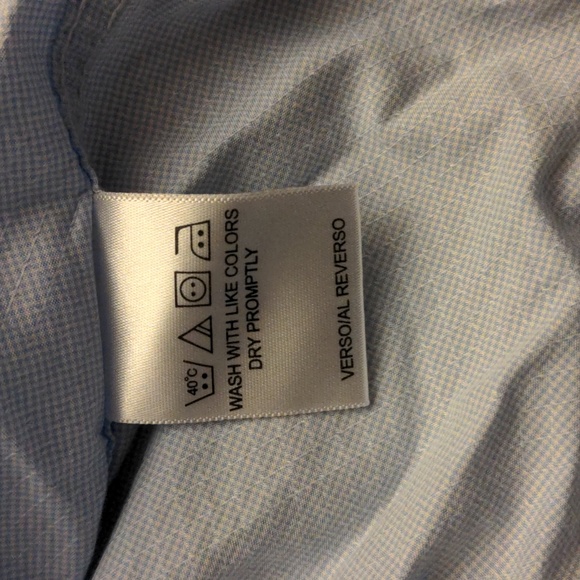 40°C
WASH WITH LIKE COLORS
DRY PROMPTLY
VERSO/AL REVERSO